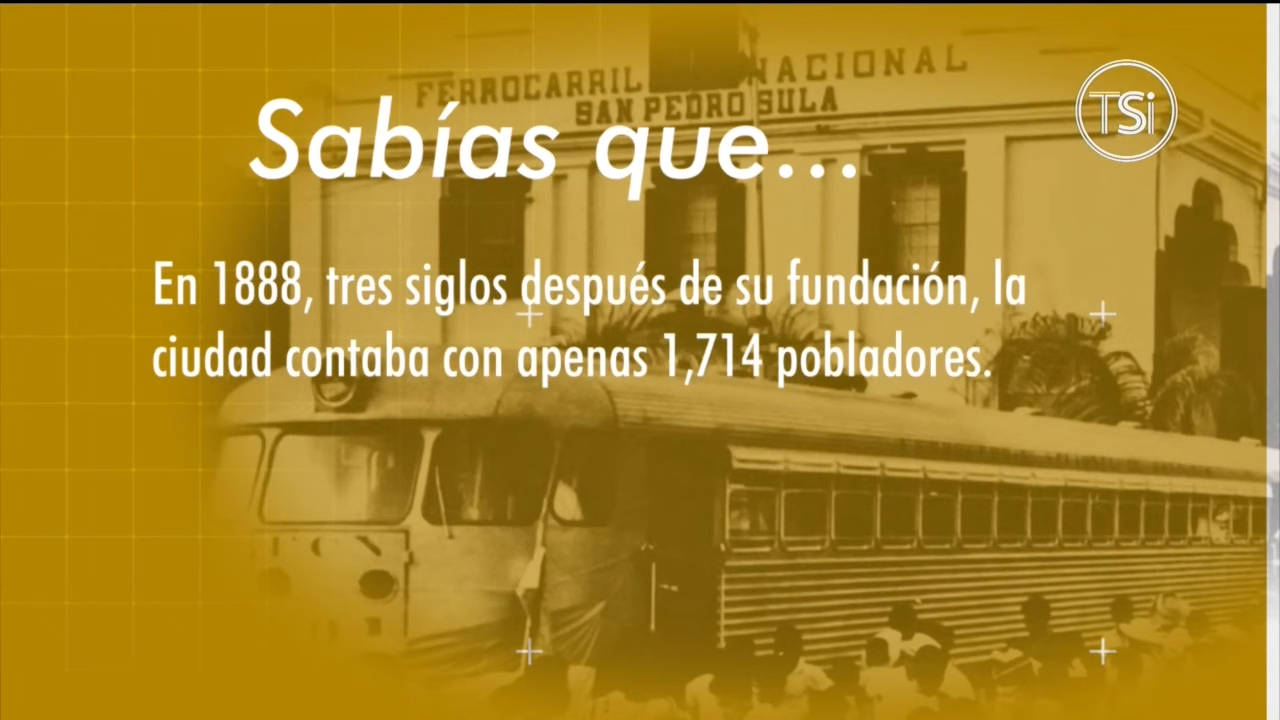 FERROCARRIL NACIONAL
SAN PEDRO SULA
TSi
Sabías que...
En 1888, tres siglos después de su fundación, la
ciudad contaba con apenas 1,714 pobladores.